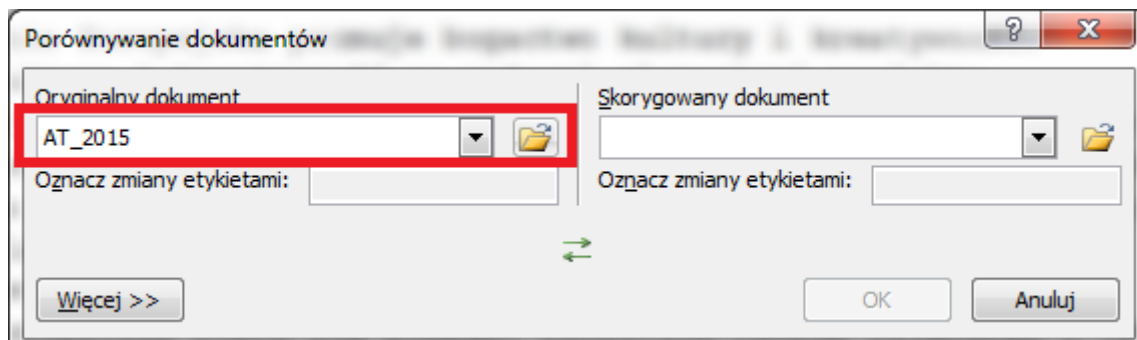 Porównywanie dokumentów
Oryginalny dokument
AT_2015
Oznacz zmiany etykietami:
Skorygowany dokument
Oznacz zmiany etykietami:
Więcej >>
OK
Anuluj